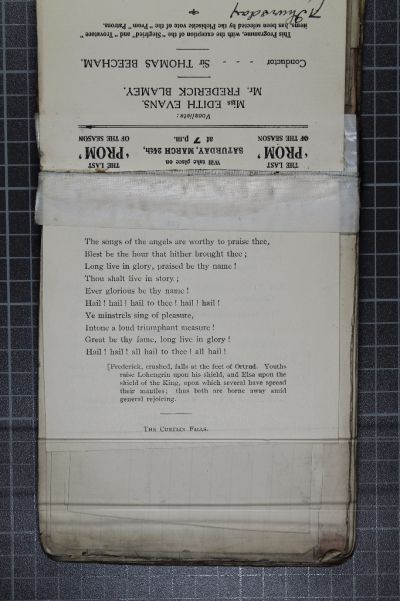 Thursday
This Programme, with the exception of the "Siegfried" and "Trovatore"
items, has been selected by the Plebiscite vote of the "Prom" Patrons.
Conductor - - - Sir THOMAS BEECHAM.
Mr. FREDERICK BLAMEY.
Miss EDITH EVANS.
Vocalists:
THE LAST 'PROM' OF THE SEASON
Will take place on
SATURDAY, MARCH 24th,
at 7 p.m.
THE LAST 'PROM' OF THE SEASON
The songs of the angels are worthy to praise thee,
Blest be the hour that hither brought thee;
Long live in glory, praised be thy name!
Thou shalt live in story;
Ever glorious be thy name!
Hail! hail! hail to thee! hail! hail!
Ye minstrels sing of pleasure,
Intone a loud triumphant measure!
Great be thy fame, long live in glory!
Hail! hail! all hail to thee! all hail!
[Frederick, crushed, falls at the feet of Ortrud. Youths
raise Lohengrin upon his shield, and Elsa upon the
shield of the King, upon which several have spread
their mantles; thus both are borne away amid
general rejoicing.
THE CURTAIN FALLS.